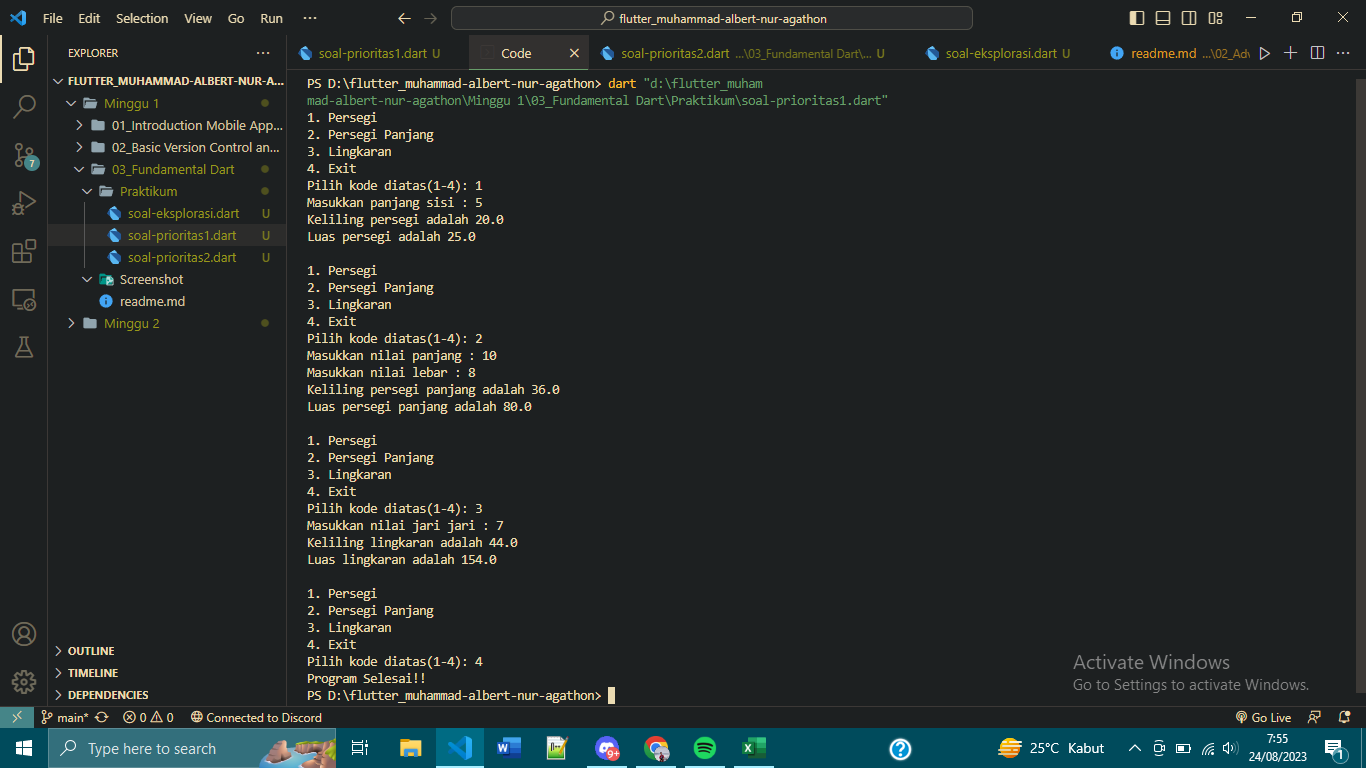 File Edit Selection View Go Run ···
flutter_muhammad-albert-nur-agathon
EXPLORER
FLUTTER_MUHAMMAD-ALBERT-NUR-A...
Minggu 1
01_Introduction Mobile App...
02_Basic Version Control an...
03_Fundamental Dart
Praktikum
soal-eksplorasi.dart U
soal-prioritas1.dart U
soal-prioritas2.dart U
Screenshot
readme.md
Minggu 2
OUTLINE
TIMELINE
DEPENDENCIES
7
soal-prioritas1.dart U
Code
soal-prioritas2.dart ...\03_Fundamental Dart\... U
soal-eksplorasi.dart U
readme.md ...\02_Adv
PS D:\flutter_muhammad-albert-nur-agathon> dart "d:\flutter_muham
mad-albert-nur-agathon\Minggu 1\03_Fundamental Dart\Praktikum\soal-prioritas1.dart"
1. Persegi
2. Persegi Panjang
3. Lingkaran
4. Exit
Pilih kode diatas(1-4): 1
Masukkan panjang sisi : 5
Keliling persegi adalah 20.0
Luas persegi adalah 25.0
1. Persegi
2. Persegi Panjang
3. Lingkaran
4. Exit
Pilih kode diatas(1-4): 2
Masukkan nilai panjang : 10
Masukkan nilai lebar : 8
Keliling persegi panjang adalah 36.0
Luas persegi panjang adalah 80.0
1. Persegi
2. Persegi Panjang
3. Lingkaran
4. Exit
Pilih kode diatas(1-4): 3
Masukkan nilai jari jari : 7
Keliling lingkaran adalah 44.0
Luas lingkaran adalah 154.0
1. Persegi
2. Persegi Panjang
3. Lingkaran
4. Exit
Pilih kode diatas(1-4): 4
Program Selesai!!
PS D:\flutter_muhammad-albert-nur-agathon>
Activate Windows
Go to Settings to activate Windows.
main* 0 0 Connected to Discord
Go Live
Type here to search
9+
25°C Kabut
7:55
24/08/2023
1